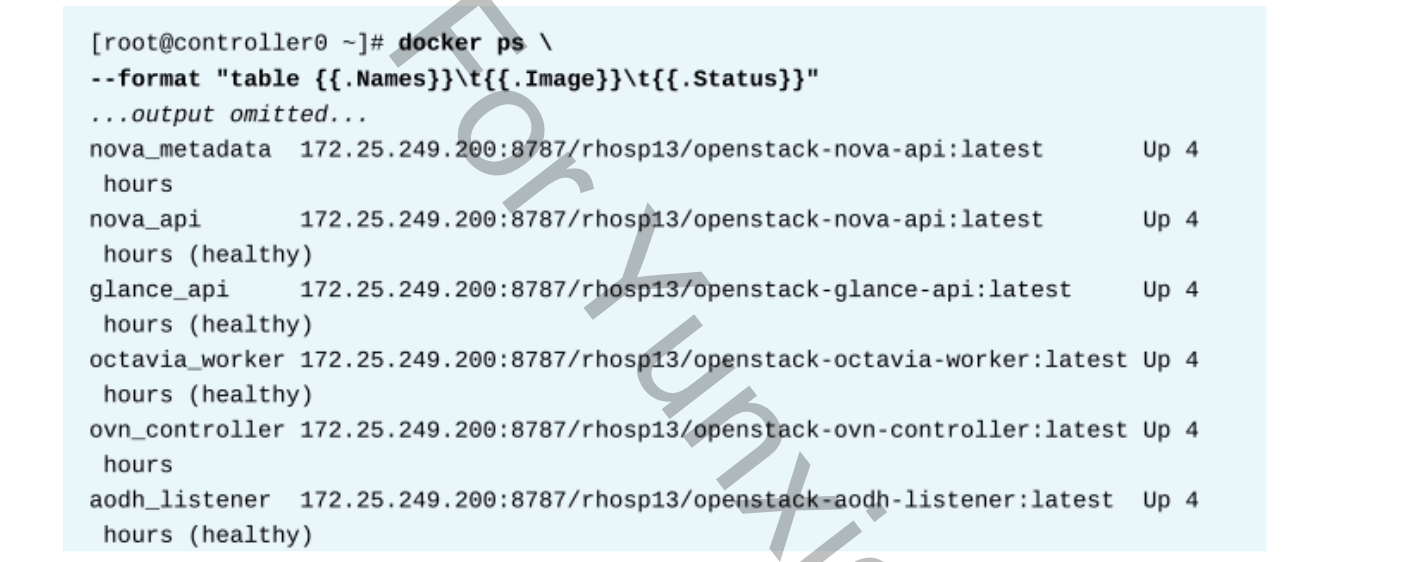 [root@controller0 ~]# docker ps \
--format "table {{.Names}}\t{{.Image}}\t{{.Status}}"
...output omitted...
nova_metadata  172.25.249.200:8787/rhosp13/openstack-nova-api:latest       Up 4
 hours
nova_api       172.25.249.200:8787/rhosp13/openstack-nova-api:latest       Up 4
 hours (healthy)
glance_api     172.25.249.200:8787/rhosp13/openstack-glance-api:latest     Up 4
 hours (healthy)
octavia_worker 172.25.249.200:8787/rhosp13/openstack-octavia-worker:latest Up 4
 hours (healthy)
ovn_controller 172.25.249.200:8787/rhosp13/openstack-ovn-controller:latest Up 4
 hours
aodh_listener  172.25.249.200:8787/rhosp13/openstack-aodh-listener:latest  Up 4
 hours (healthy)
For